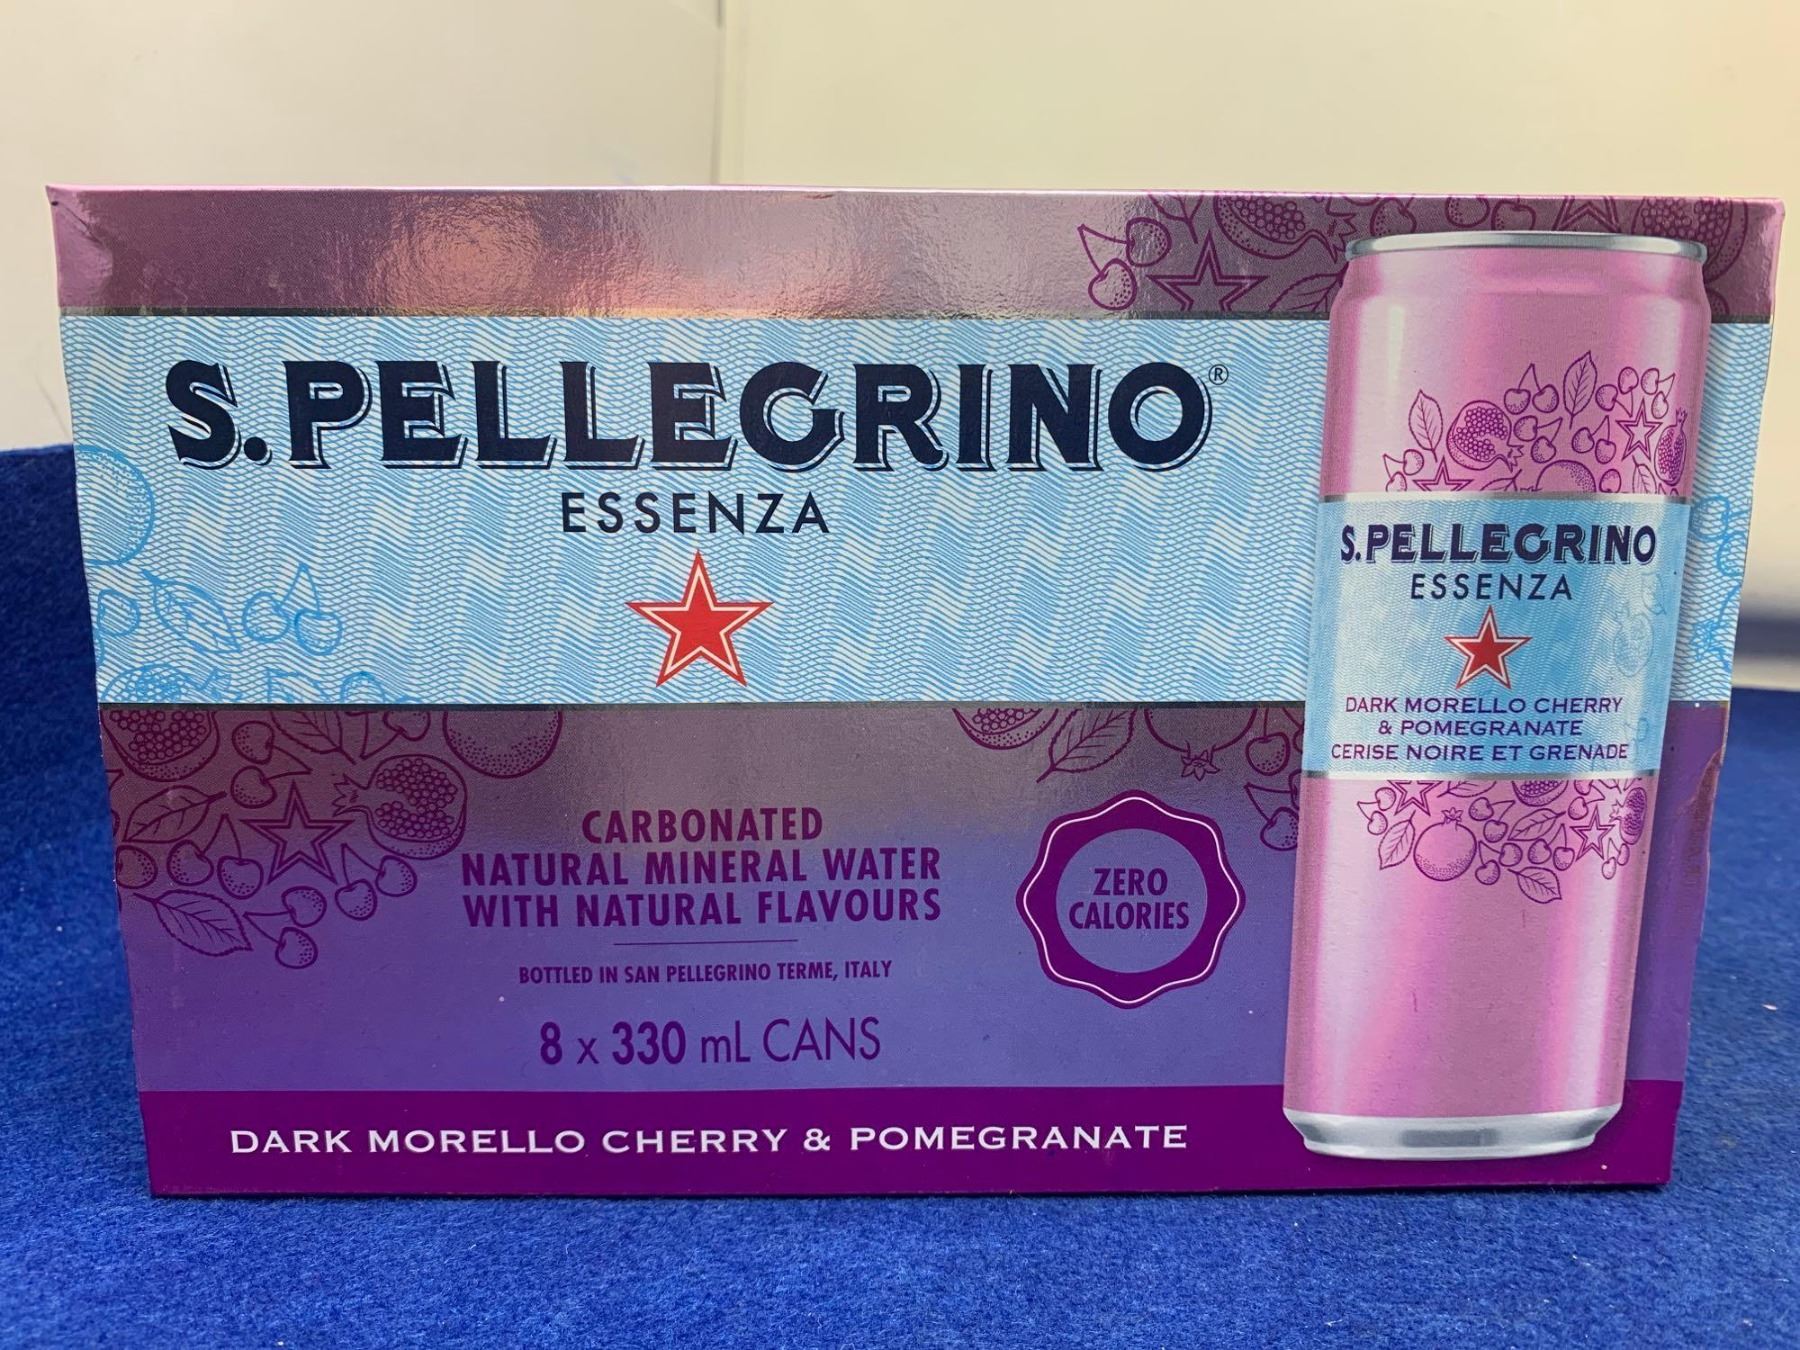 S.PELLEGRINO®
ESSENZA
CARBONATED
NATURAL MINERAL WATER
WITH NATURAL FLAVOURS
BOTTLED IN SAN PELLEGRINO TERME, ITALY
8 x 330 mL CANS
ZERO
CALORIES
DARK MORELLO CHERRY & POMEGRANATE
S.PELLEGRINO
ESSENZA
DARK MORELLO CHERRY
& POMEGRANATE
CERISE NOIRE ET GRENADE